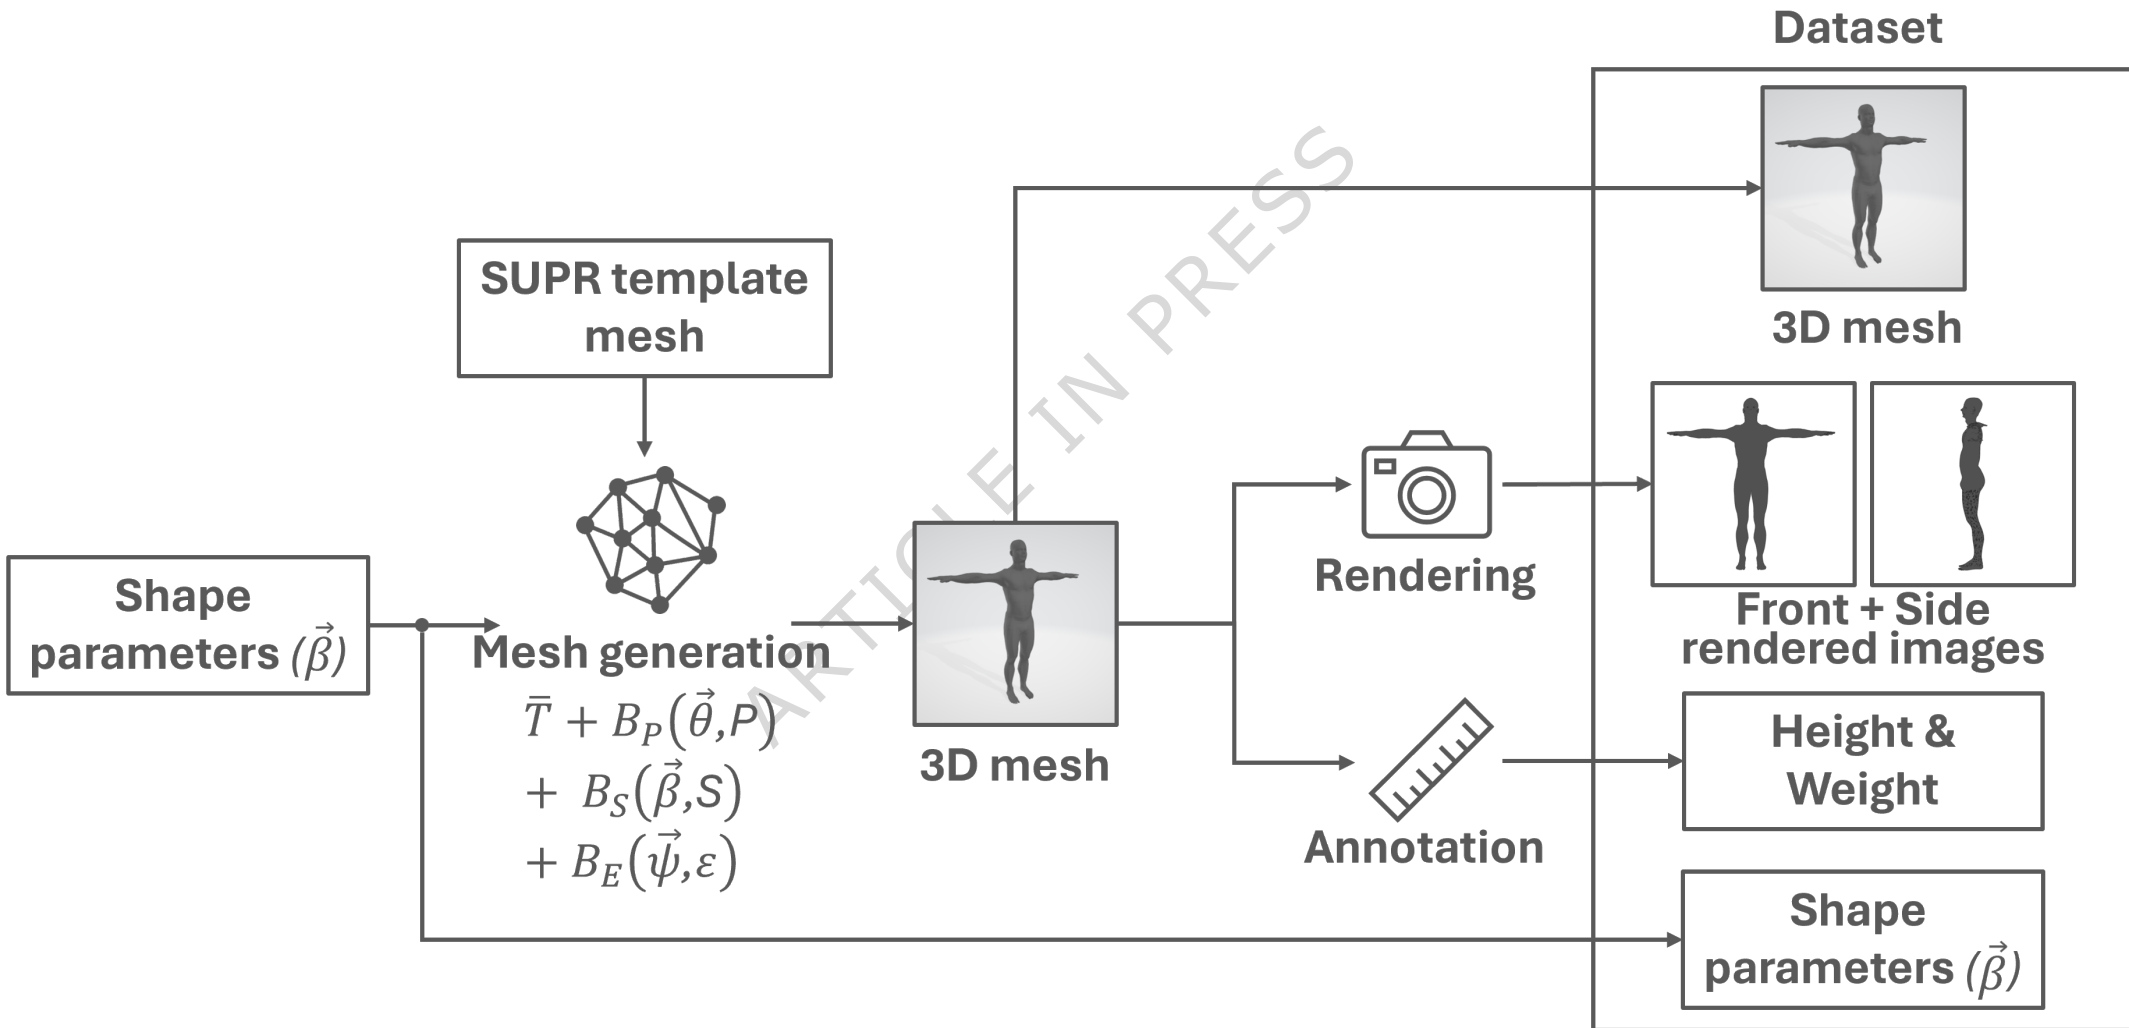 Dataset
SUPR template
mesh
3D mesh
Shape
parameters (β⃗)
Mesh generation
T̅ + B_P(θ⃗,P)
+ B_S(β⃗,S)
+ B_E(ψ⃗,ε)
3D mesh
Rendering
Annotation
Front + Side
rendered images
Height &
Weight
Shape
parameters (β⃗)
ARTICLE IN PRESS